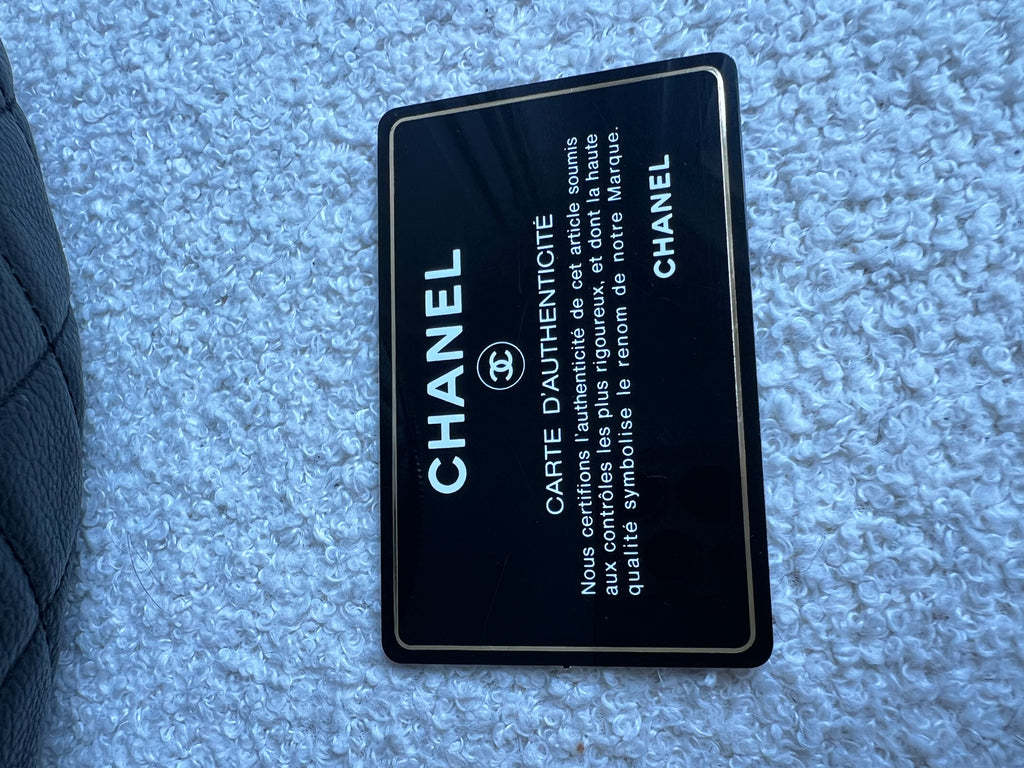 CHANEL
CARTE D'AUTHENTICITÉ
Nous certifions l'authenticité de cet article soumis
aux contrôles les plus rigoureux, et dont la haute
qualité symbolise le renom de notre Marque.
CHANEL